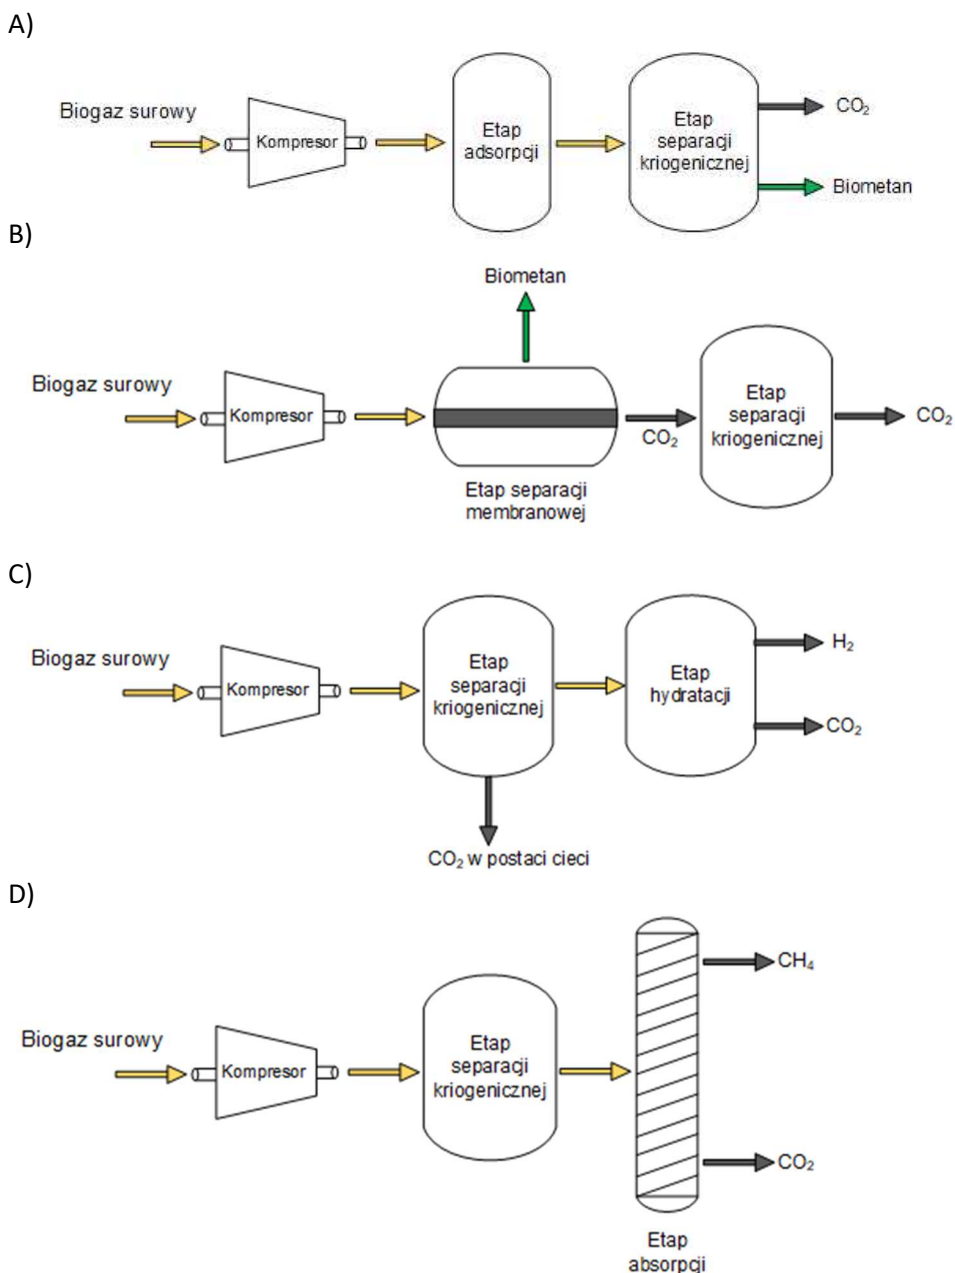 A)
Biogaz surowy
Kompresor
Etap
adsorpcji
Etap
separacji
kriogenicznej
CO₂
Biometan
B)
Biometan
Biogaz surowy
Kompresor
CO₂
Etap separacji
membranowej
Etap
separacji
kriogenicznej
CO₂
C)
Biogaz surowy
Kompresor
Etap
separacji
kriogenicznej
Etap
hydratacji
H₂
CO₂
CO₂ w postaci cieci
D)
Biogaz surowy
Kompresor
Etap
separacji
kriogenicznej
CH₄
CO₂
Etap
absorpcji